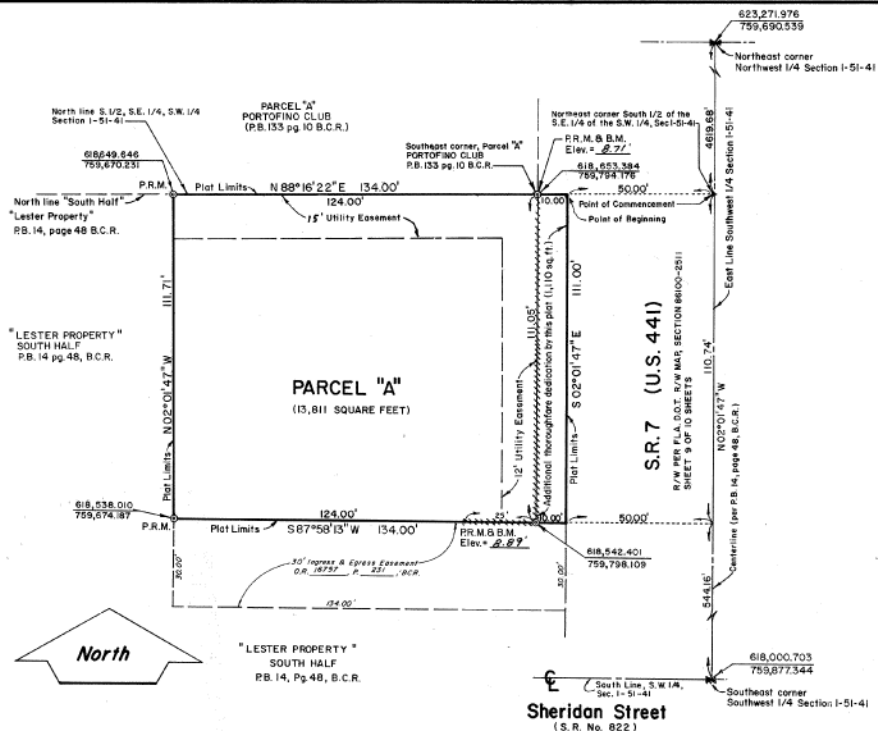 623,271.976
759,690.539
Northeast corner
Northwest 1/4 Section 1-51-41
4619.68'
East Line Southwest 1/4 Section 1-51-41
North line S.1/2, S.E. 1/4, S.W. 1/4
Section 1-51-41
PARCEL "A"
PORTOFINO CLUB
(P.B. 133 pg. 10 B.C.R.)
Northeast corner South 1/2 of the
S.E. 1/4 of the S.W. 1/4, Sec.1-51-41
Southeast corner, Parcel "A"
PORTOFINO CLUB
P.B. 133 pg. 10 B.C.R.
P.R.M. & B.M.
Elev. = 8.71'
618,649.646
759,670.231
618,653.384
759,794.176
P.R.M.
Plat Limits
N 88°16'22" E 134.00'
50.00'
North line "South Half"
"Lester Property"
P.B. 14, page 48 B.C.R.
124.00'
10.00'
Point of Commencement
Point of Beginning
15' Utility Easement
111.71'
N 02°01'47" W
Plat Limits
"LESTER PROPERTY"
SOUTH HALF
P.B. 14 pg. 48, B.C.R.
PARCEL "A"
(13,811 SQUARE FEET)
12' Utility Easement
111.05'
Additional thoroughfare dedication by this plat (1,110 sq. ft.)
111.00'
S 02°01'47" E
Plat Limits
S.R. 7 (U.S. 441)
R/W PER FLA. D.O.T. R/W MAP, SECTION 86100-2511
SHEET 9 OF 10 SHEETS
110.74'
N 02°01'47" W
Centerline (per P.B. 14, page 48, B.C.R.)
618,538.010
759,674.187
P.R.M.
124.00'
25'
10.00'
50.00'
Plat Limits
S 87°58'13" W 134.00'
P.R.M. & B.M.
Elev. = 8.89'
618,542.401
759,798.109
30.00'
30' Ingress & Egress Easement
O.R. 16757 P. 231 , BCR.
30.00'
134.00'
544.16'
North
"LESTER PROPERTY"
SOUTH HALF
P.B. 14, Pg. 48, B.C.R.
618,000.703
759,877.344
South Line, S.W. 1/4,
Sec. 1-51-41
Southeast corner
Southwest 1/4 Section 1-51-41
Sheridan Street
(S.R. No. 822)